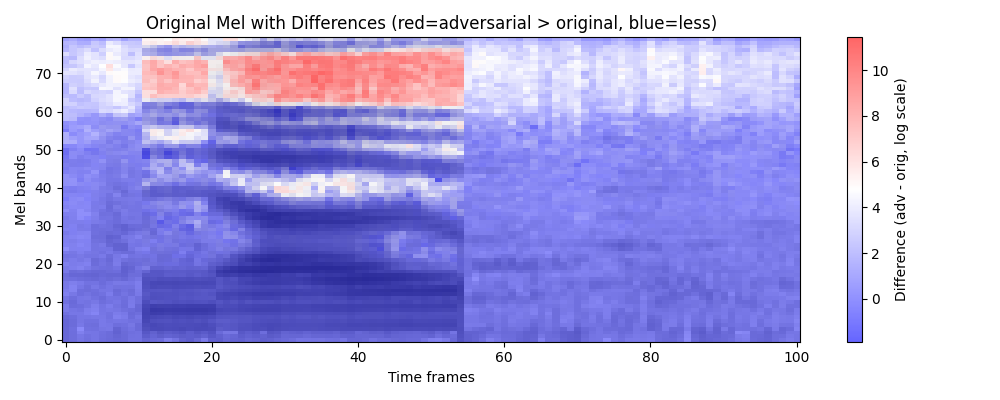 Original Mel with Differences (red=adversarial > original, blue=less)
Mel bands
70
60
50
40
30
20
10
0
0 20 40 60 80 100
Time frames
10
8
6
4
2
0
Difference (adv - orig, log scale)